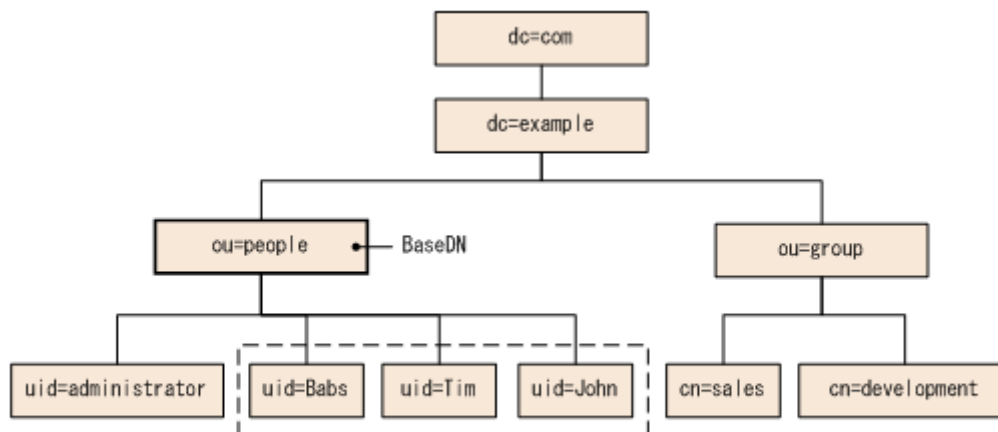 dc=com
dc=example
ou=people
BaseDN
ou=group
uid=administrator
uid=Babs
uid=Tim
uid=John
cn=sales
cn=development